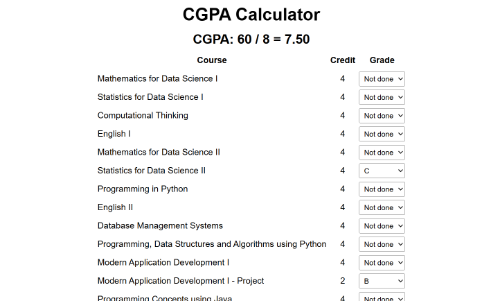 CGPA Calculator
CGPA: 60 / 8 = 7.50
Course Credit Grade
Mathematics for Data Science I 4 Not done
Statistics for Data Science I 4 Not done
Computational Thinking 4 Not done
English I 4 Not done
Mathematics for Data Science II 4 Not done
Statistics for Data Science II 4 C
Programming in Python 4 Not done
English II 4 Not done
Database Management Systems 4 Not done
Programming, Data Structures and Algorithms using Python 4 Not done
Modern Application Development I 4 Not done
Modern Application Development I - Project 2 B
Programming Concepts using Java 4 Not done